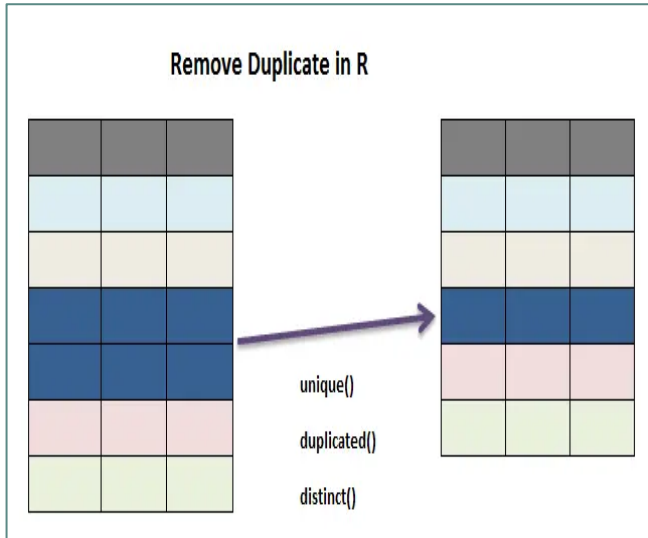 Remove Duplicate in R
unique()
duplicated()
distinct()